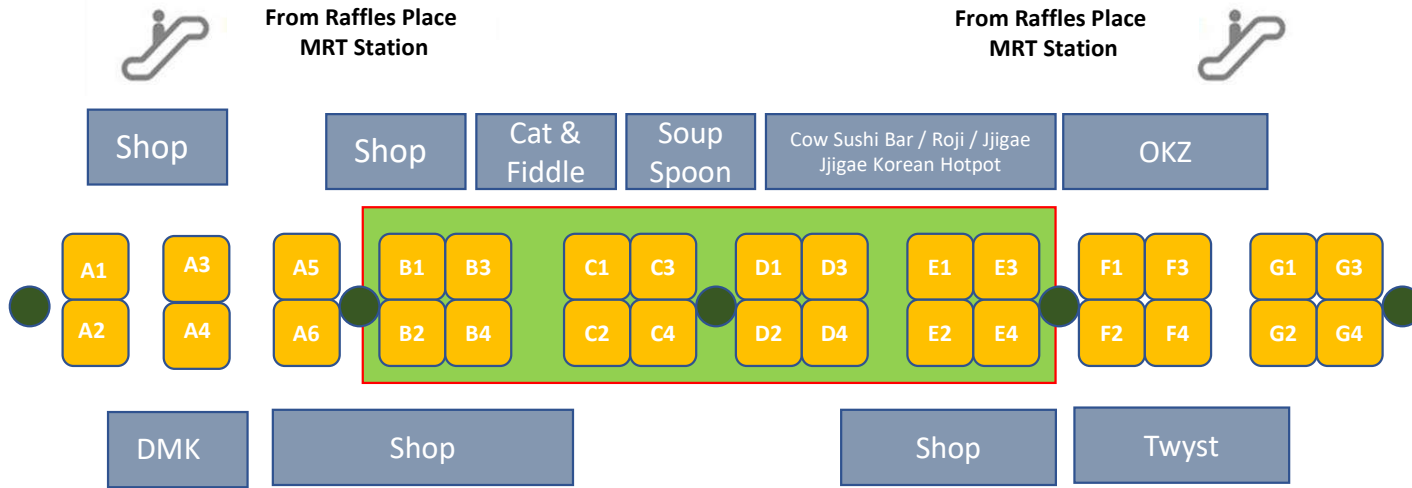 From Raffles Place
MRT Station
From Raffles Place
MRT Station
Shop
Shop
Cat &
Fiddle
Soup
Spoon
Cow Sushi Bar / Roji / Jjigae
Jjigae Korean Hotpot
OKZ
A1
A3
A5
B1
B3
C1
C3
D1
D3
E1
E3
F1
F3
G1
G3
A2
A4
A6
B2
B4
C2
C4
D2
D4
E2
E4
F2
F4
G2
G4
DMK
Shop
Shop
Twyst